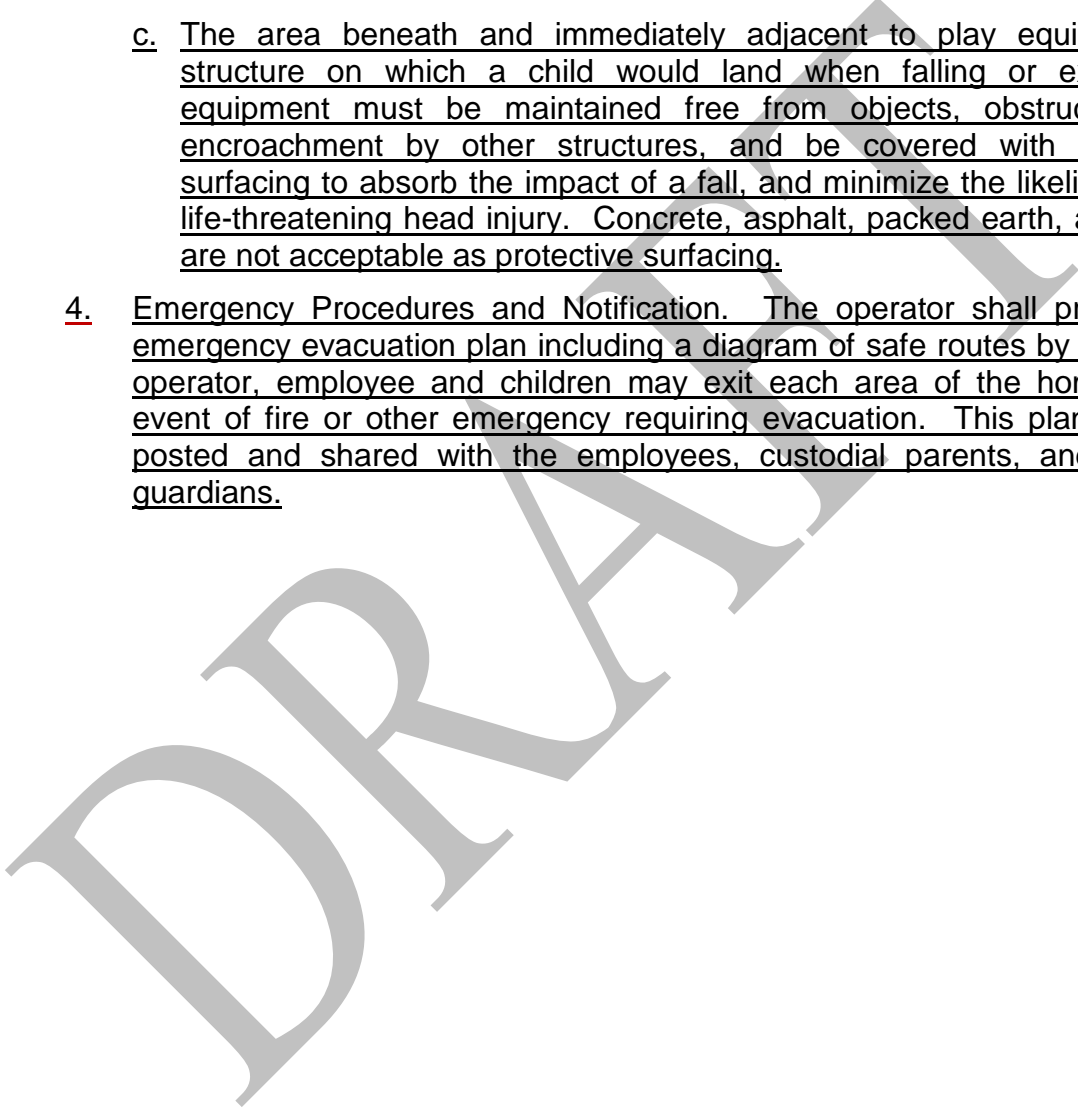 c. The area beneath and immediately adjacent to play equi
structure on which a child would land when falling or e
equipment must be maintained free from objects, obstruc
encroachment by other structures, and be covered with
surfacing to absorb the impact of a fall, and minimize the likeli
life-threatening head injury. Concrete, asphalt, packed earth, a
are not acceptable as protective surfacing.
4. Emergency Procedures and Notification. The operator shall pr
emergency evacuation plan including a diagram of safe routes by
operator, employee and children may exit each area of the hor
event of fire or other emergency requiring evacuation. This plan
posted and shared with the employees, custodial parents, and
guardians.
DRAFT